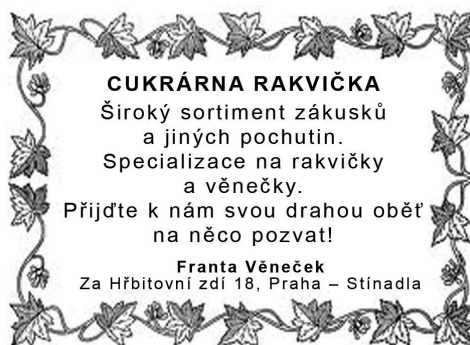 CUKRÁRNA RAKVIČKA
Široký sortiment zákusků
a jiných pochutin.
Specializace na rakvičky
a věnečky.
Přijďte k nám svou drahou oběť
na něco pozvat!
Franta Věneček
Za Hřbitovní zdí 18, Praha – Stínadla